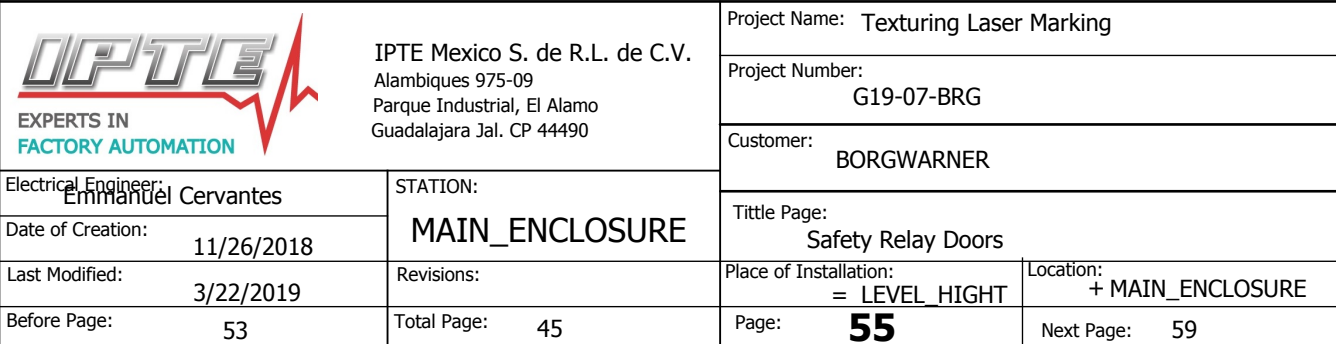 IPTE
EXPERTS IN
FACTORY AUTOMATION
IPTE Mexico S. de R.L. de C.V.
Alambiques 975-09
Parque Industrial, El Alamo
Guadalajara Jal. CP 44490
Project Name: Texturing Laser Marking
Project Number:
G19-07-BRG
Customer:
BORGWARNER
Electrical Engineer:
Emmanuel Cervantes
STATION:
MAIN_ENCLOSURE
Tittle Page:
Safety Relay Doors
Date of Creation:
11/26/2018
Last Modified:
3/22/2019
Revisions:
Place of Installation:
= LEVEL_HIGHT
Location:
+ MAIN_ENCLOSURE
Before Page: 53
Total Page: 45
Page: 55
Next Page: 59